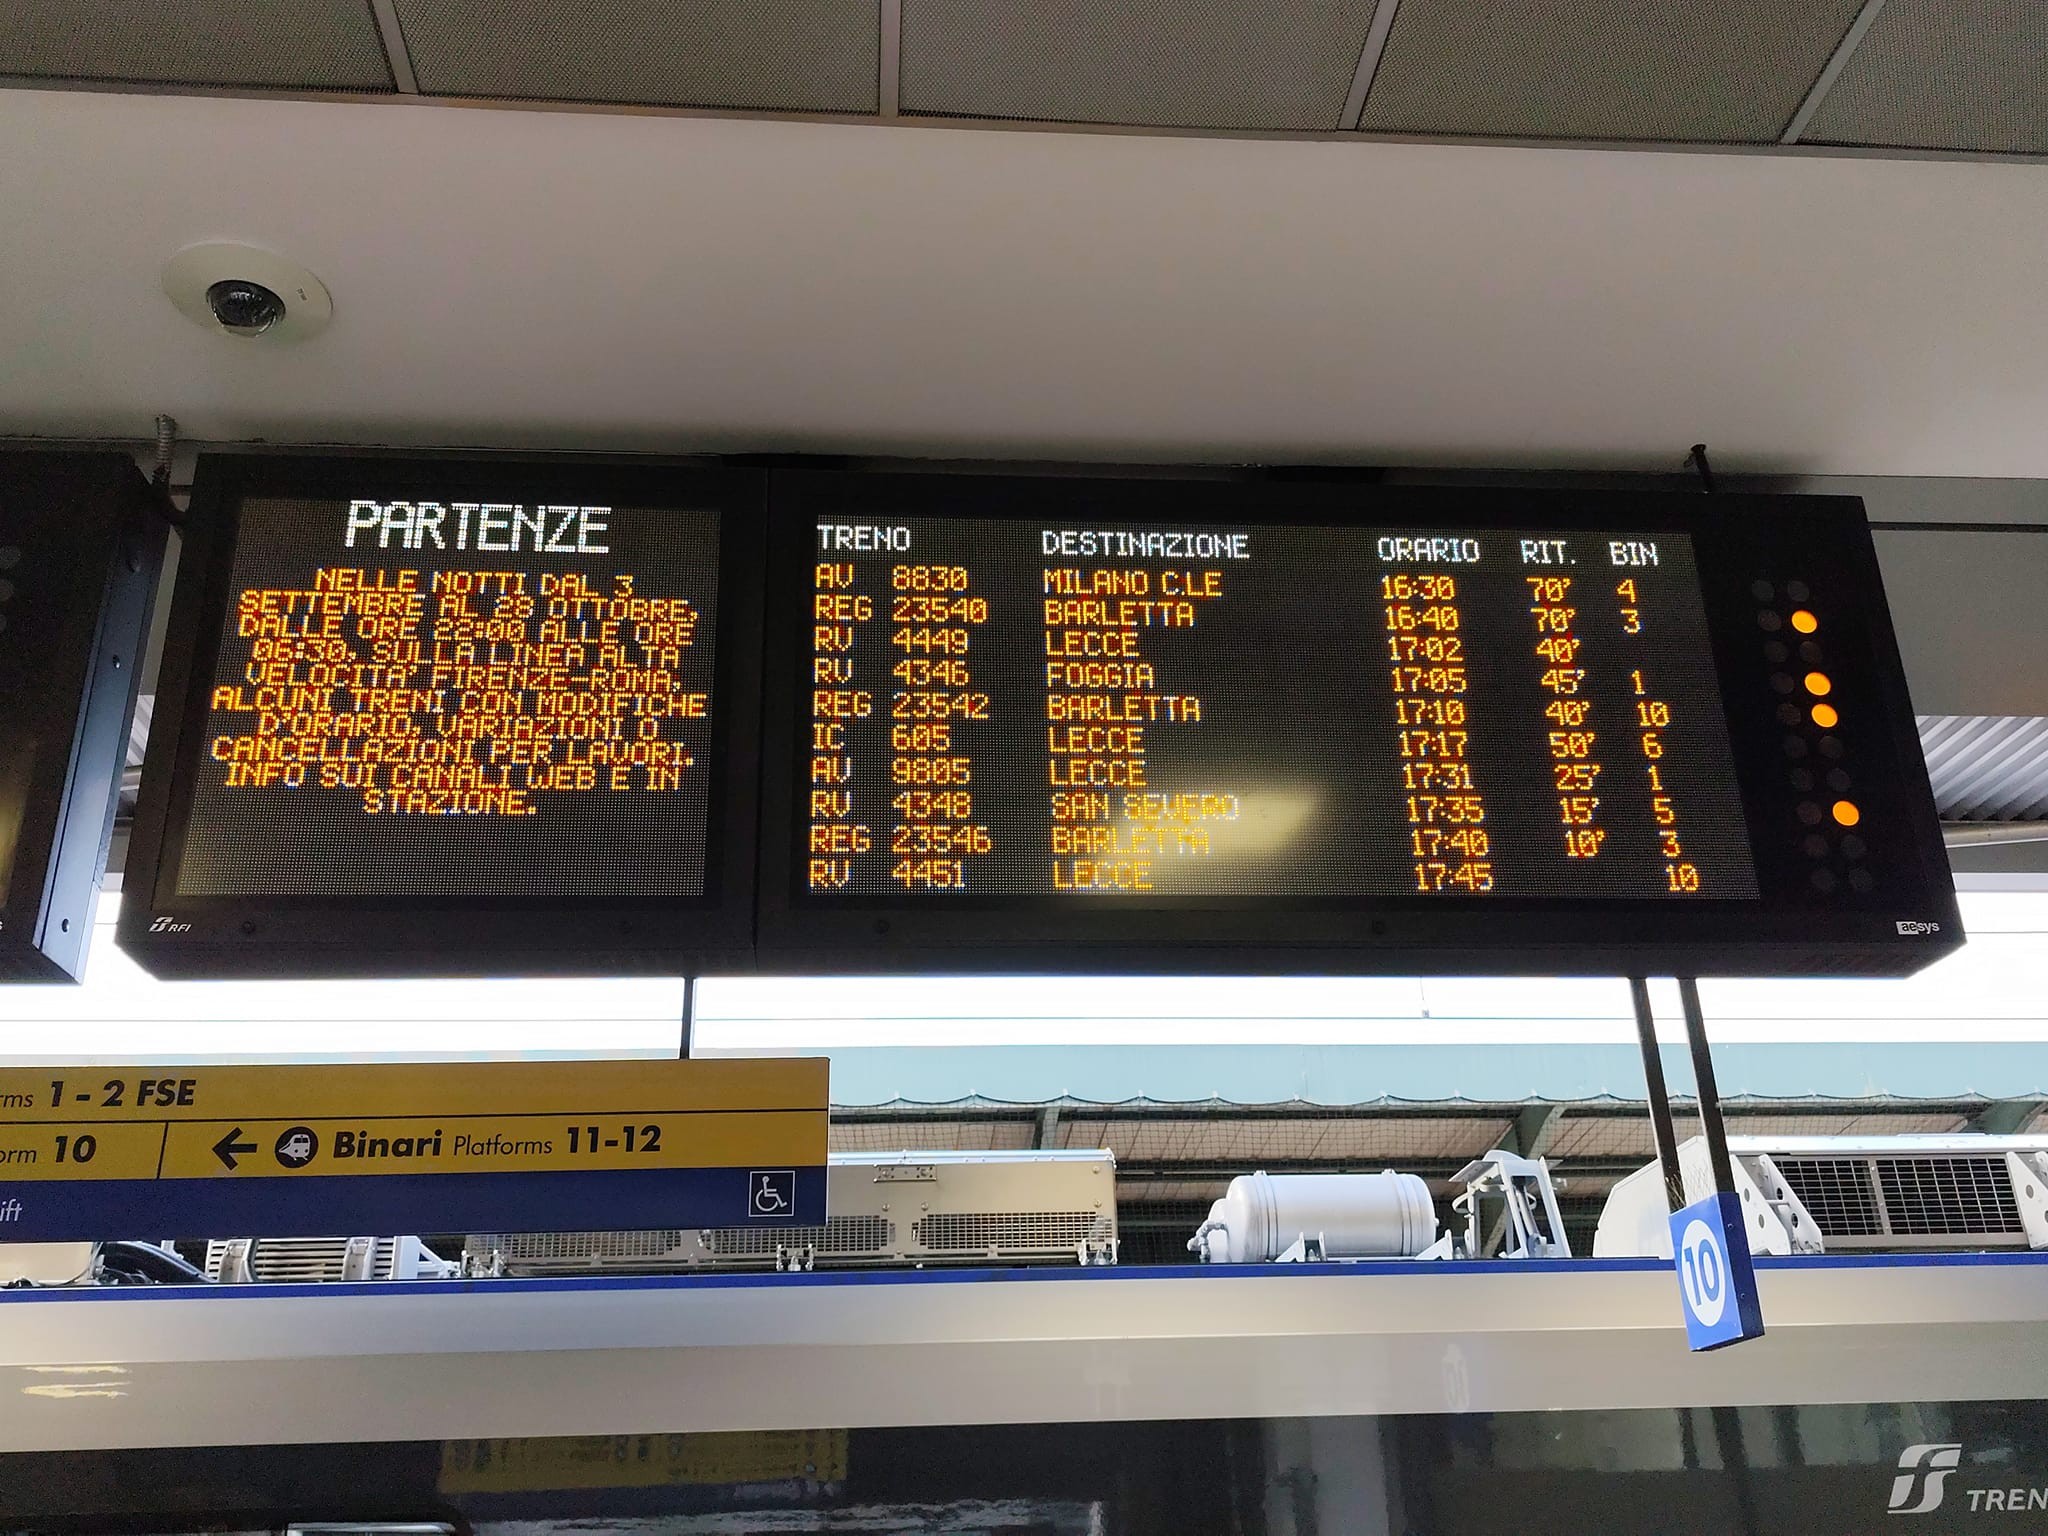 PARTENZE
NELLE NOTTI DAL 3
SETTEMBRE AL 28 OTTOBRE,
DALLE ORE 22:00 ALLE ORE
06:30, SULLA LINEA ALTA
VELOCITA' FIRENZE-ROMA,
ALCUNI TRENI CON MODIFICHE
D'ORARIO, VARIAZIONI O
CANCELLAZIONI PER LAVORI.
INFO SUI CANALI WEB E IN
STAZIONE.
RFI
TRENO DESTINAZIONE ORARIO RIT. BIN
AV 8830 MILANO C.LE 16:30 70' 4
REG 23540 BARLETTA 16:40 70' 3
RV 4449 LECCE 17:02 40'
RV 4346 FOGGIA 17:05 45' 1
REG 23542 BARLETTA 17:10 40' 10
IC 605 LECCE 17:17 50' 6
AV 9805 LECCE 17:31 25' 1
RV 4348 SAN SEVERO 17:35 15' 5
REG 23546 BARLETTA 17:40 10' 3
RV 4451 LECCE 17:45 10
aesys
rms 1 - 2 FSE
orm 10
Binari Platforms 11-12
ift
10
TREN